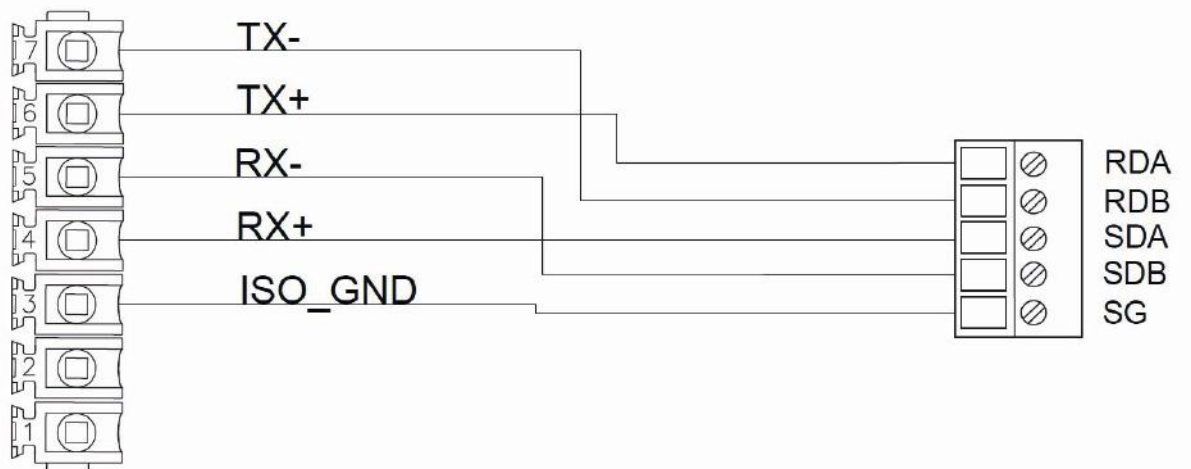 7 TX-
6 TX+
5 RX-
4 RX+
3 ISO_GND
2
1
RDA
RDB
SDA
SDB
SG